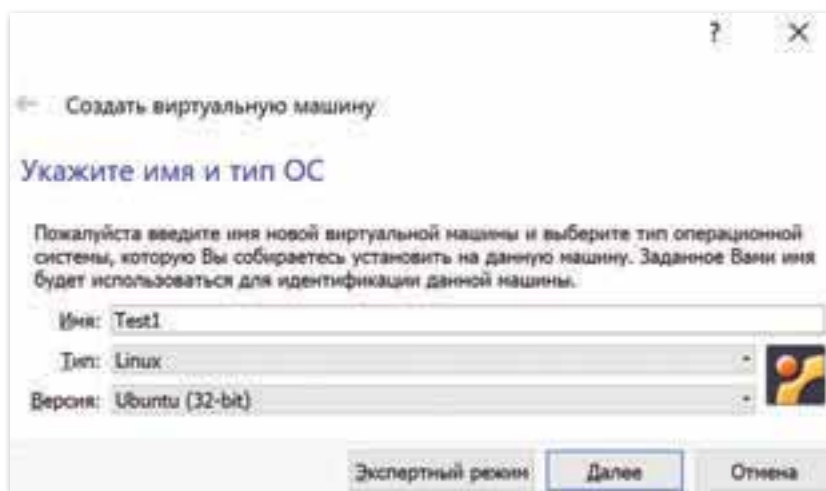 ?
Создать виртуальную машину
Укажите имя и тип ОС
Пожалуйста введите имя новой виртуальной машины и выберите тип операционной
системы, которую Вы собираетесь установить на данную машину. Заданное Вами имя
будет использоваться для идентификации данной машины.
Имя: Test1
Тип: Linux
Версия: Ubuntu (32-bit)
Экспертный режим Далее Отмена